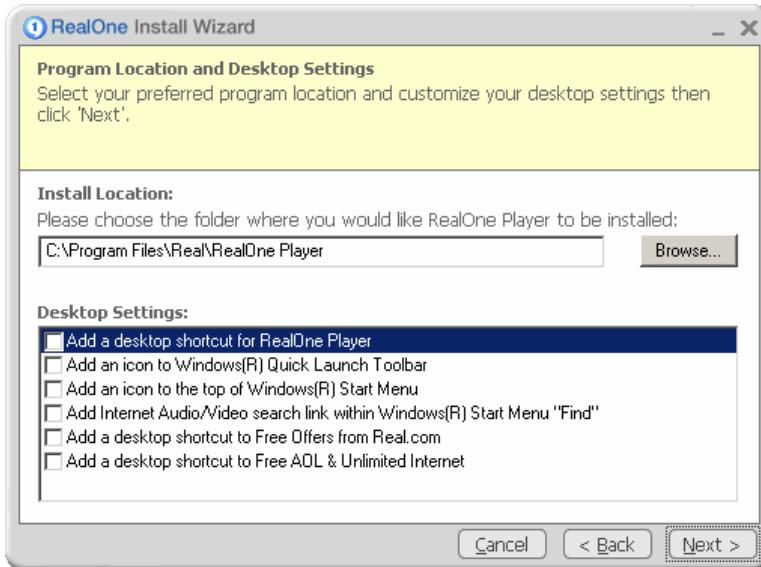 RealOne Install Wizard
Program Location and Desktop Settings
Select your preferred program location and customize your desktop settings then
click 'Next'.
Install Location:
Please choose the folder where you would like RealOne Player to be installed:
C:\Program Files\Real\RealOne Player
Browse...
Desktop Settings:
Add a desktop shortcut for RealOne Player
Add an icon to Windows(R) Quick Launch Toolbar
Add an icon to the top of Windows(R) Start Menu
Add Internet Audio/Video search link within Windows(R) Start Menu "Find"
Add a desktop shortcut to Free Offers from Real.com
Add a desktop shortcut to Free AOL & Unlimited Internet
Cancel < Back Next >